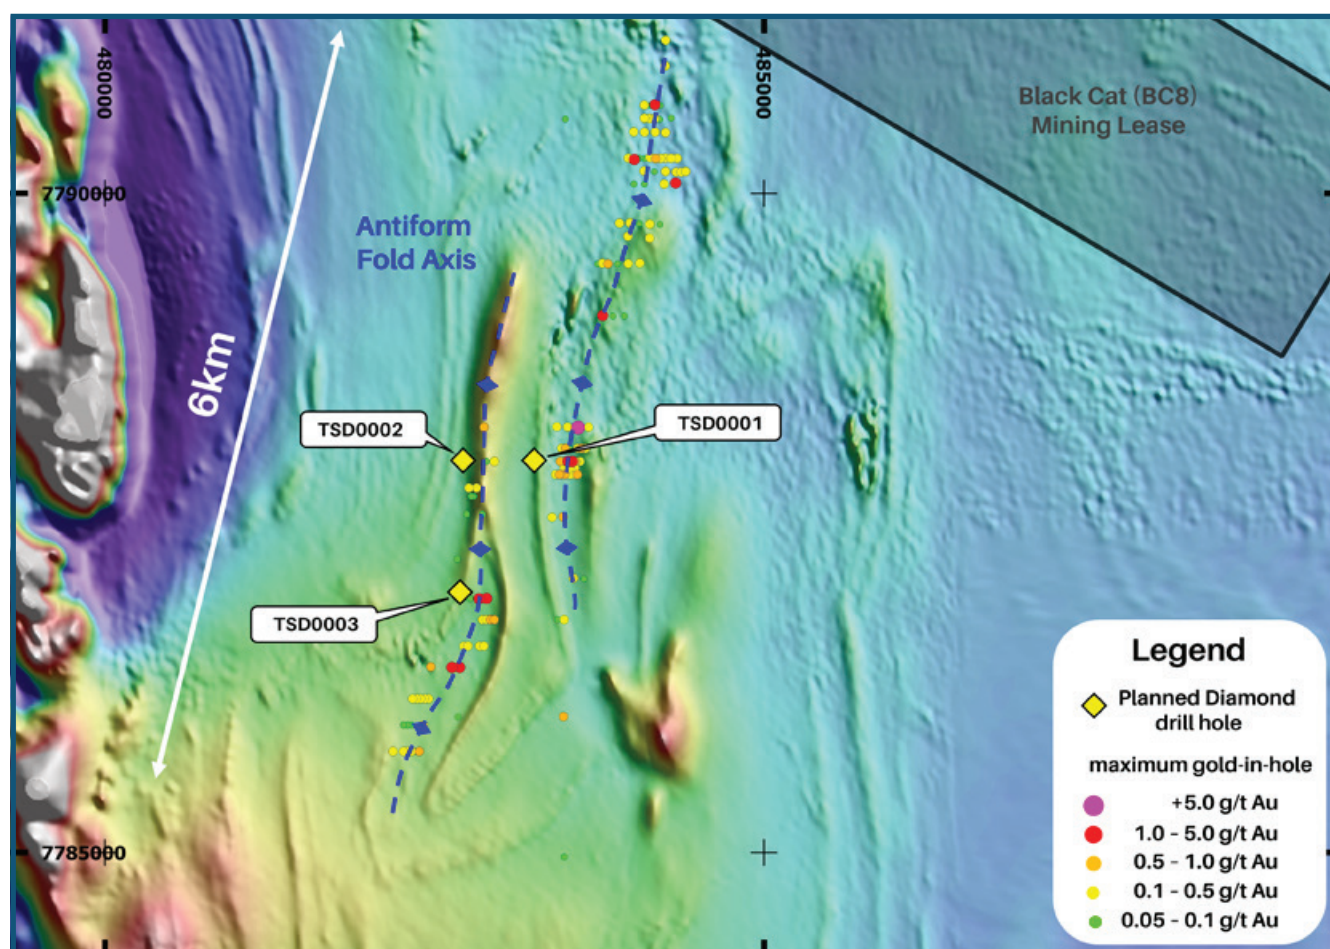 480000
485000
Black Cat (BC8)
Mining Lease
7790000
Antiform
Fold Axis
6km
TSD0002
TSD0001
TSD0003
Legend
Planned Diamond
drill hole
maximum gold-in-hole
+5.0 g/t Au
1.0 - 5.0 g/t Au
0.5 - 1.0 g/t Au
0.1 - 0.5 g/t Au
0.05 - 0.1 g/t Au
7785000